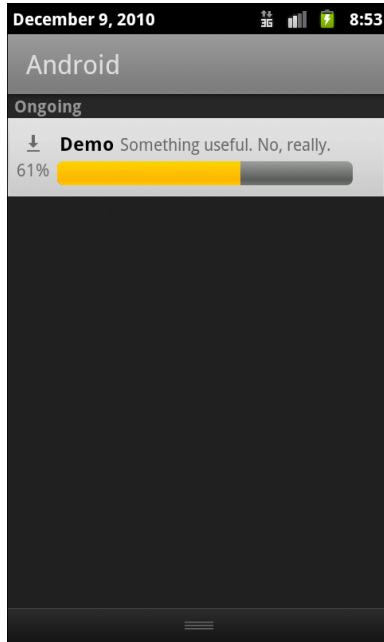 December 9, 2010 3G 8:53
Android
Ongoing
Demo Something useful. No, really.
61%